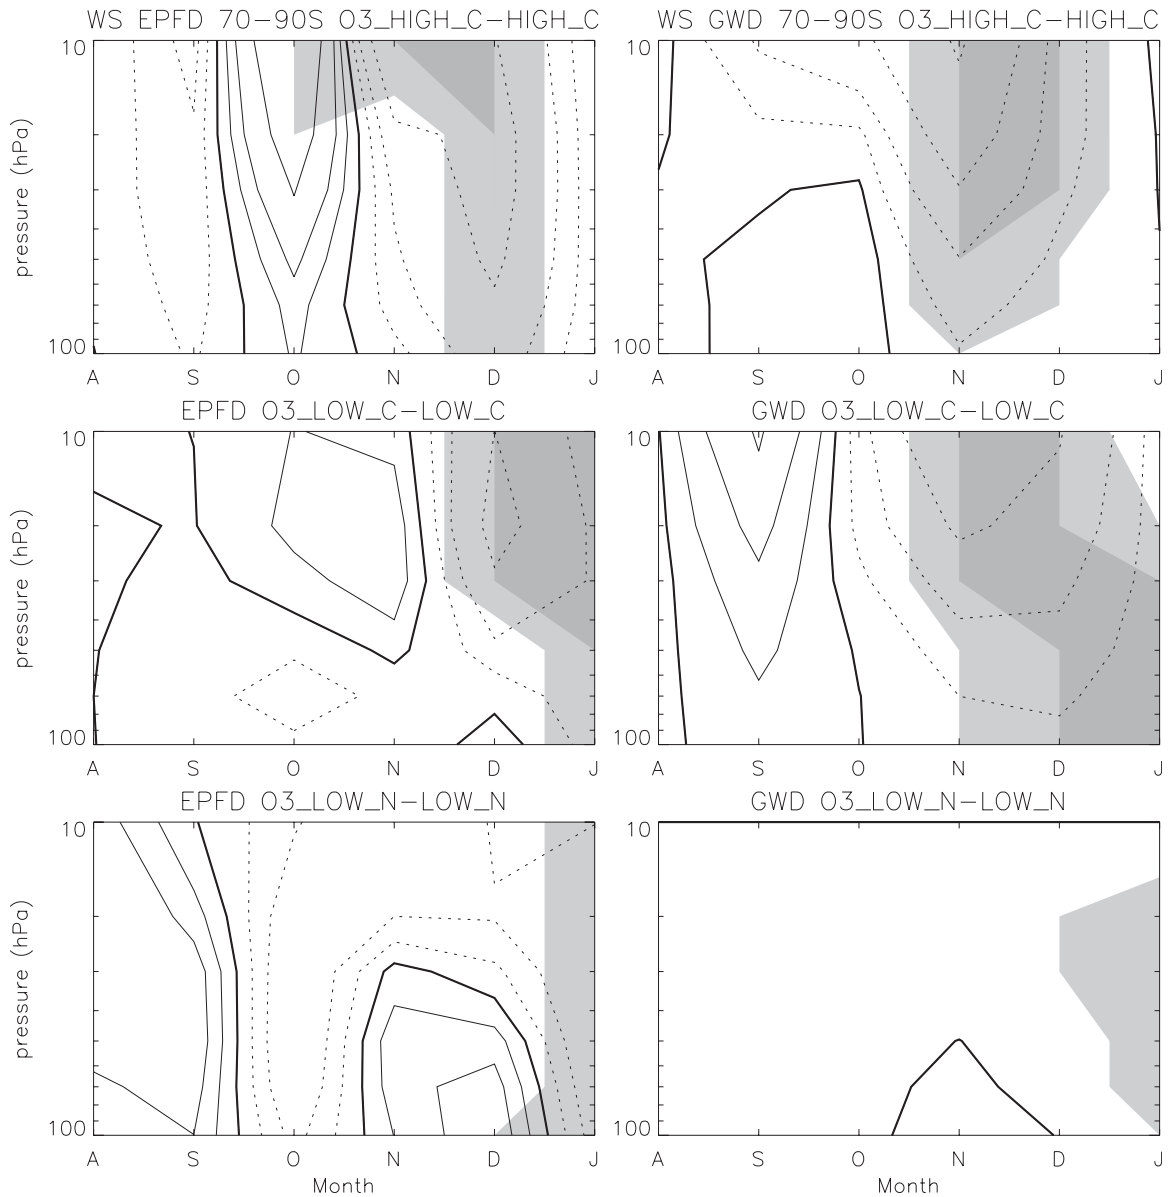 WS EPFD 70-90S O3_HIGH_C-HIGH_C
WS GWD 70-90S O3_HIGH_C-HIGH_C
10
pressure (hPa)
100
A S O N D J
10
100
A S O N D J
EPFD O3_LOW_C-LOW_C
GWD O3_LOW_C-LOW_C
10
pressure (hPa)
100
A S O N D J
10
100
A S O N D J
EPFD O3_LOW_N-LOW_N
GWD O3_LOW_N-LOW_N
10
pressure (hPa)
100
A S O N D J
Month
10
100
A S O N D J
Month